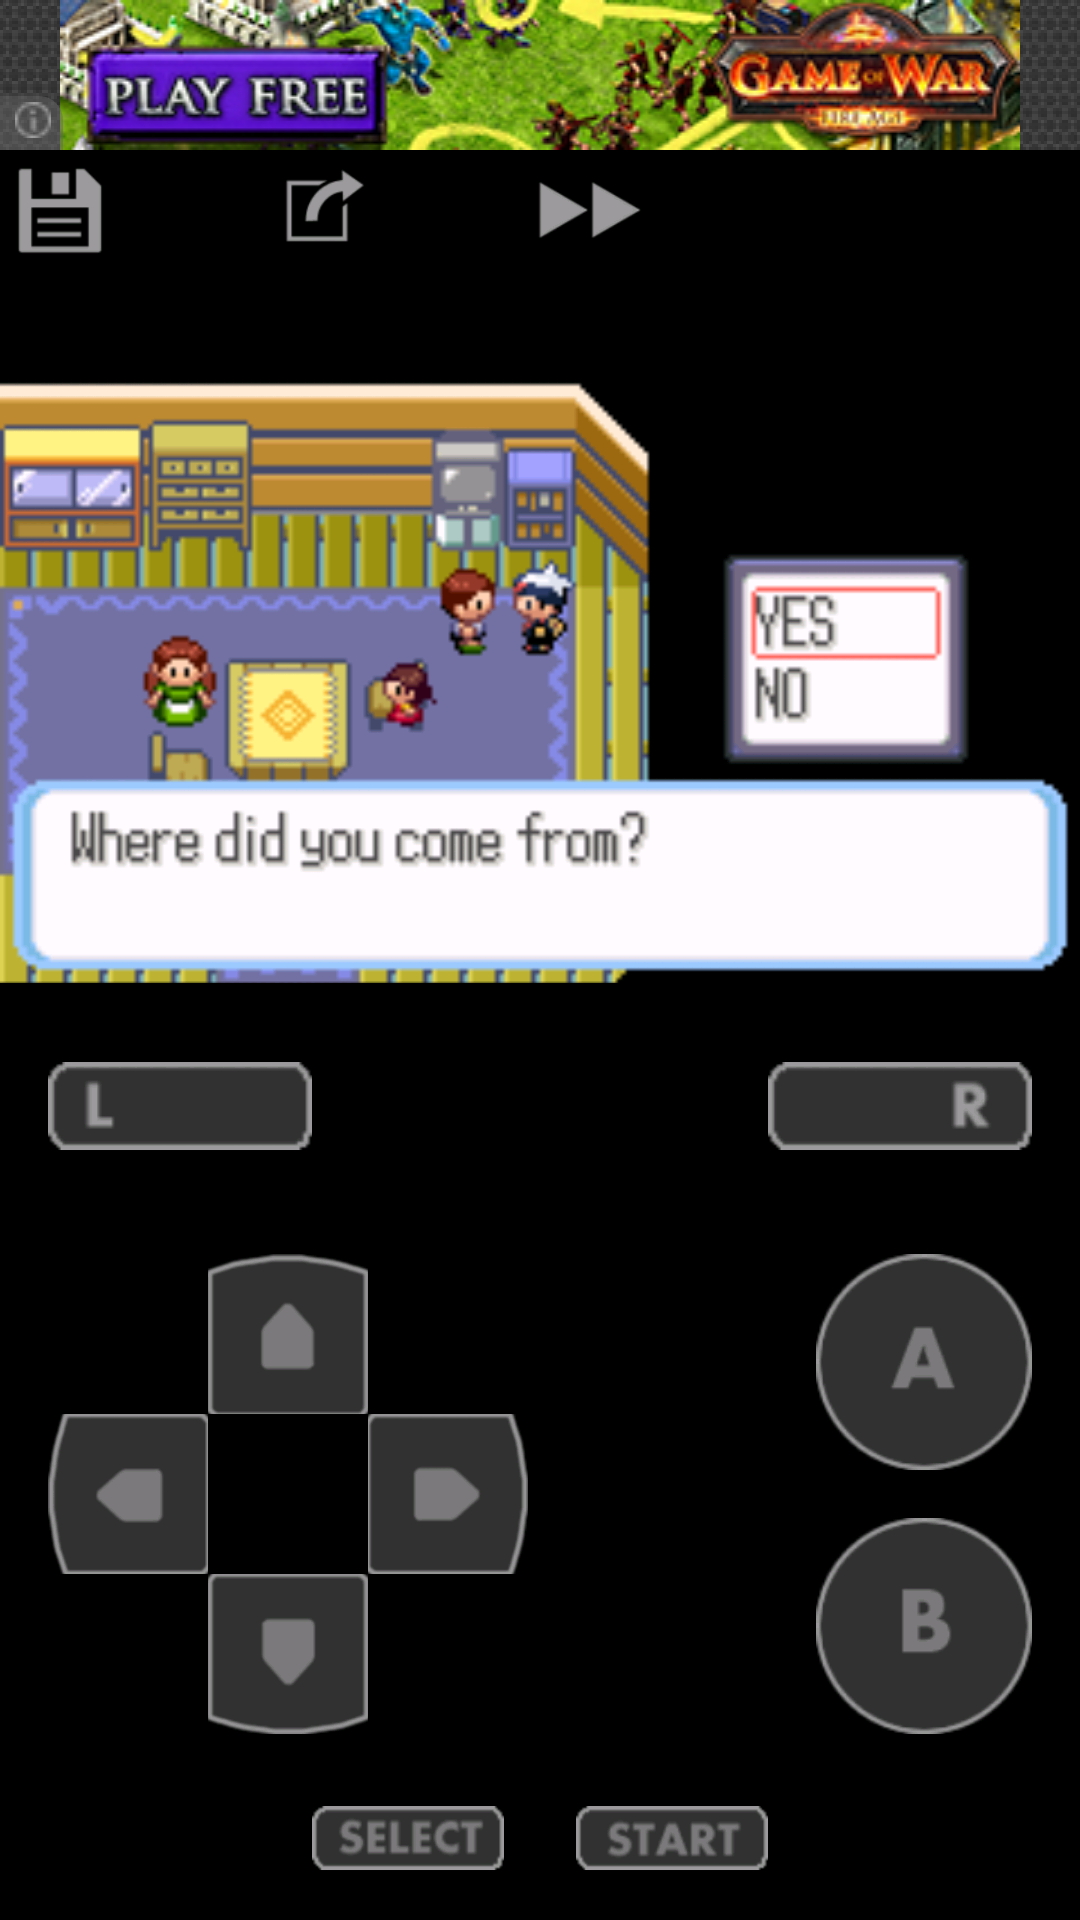 PLAY FREE
GAME OF WAR
FIRE AGE
YES
NO
Where did you come from?
L
R
A
B
SELECT
START